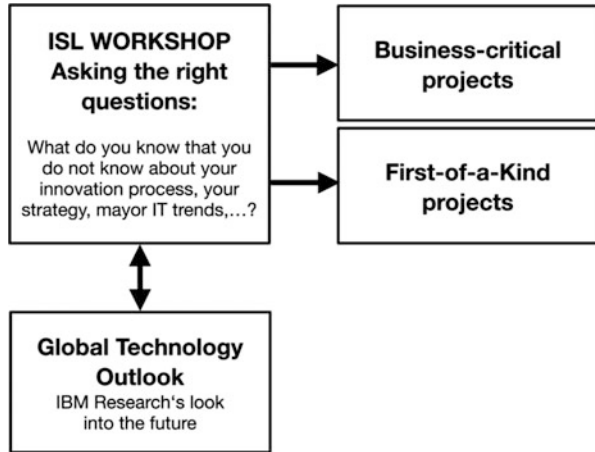 ISL WORKSHOP
Asking the right
questions:
What do you know that you
do not know about your
innovation process, your
strategy, mayor IT trends,…?
Business-critical
projects
First-of-a-Kind
projects
Global Technology
Outlook
IBM Research‘s look
into the future